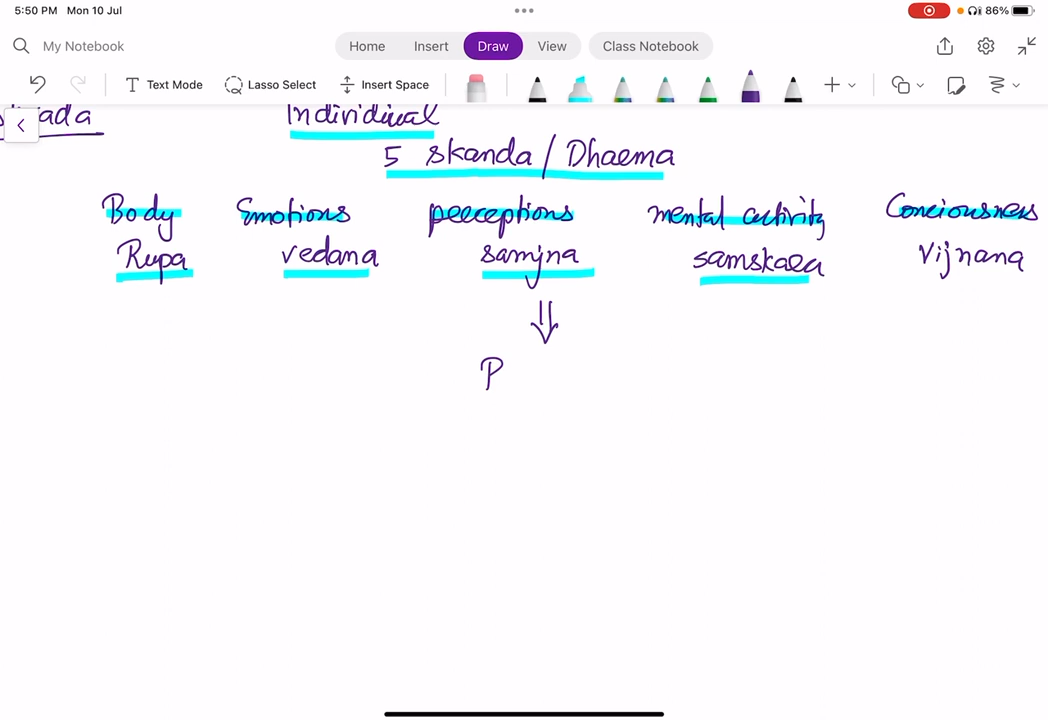 5:50 PM Mon 10 Jul
86%
My Notebook
Home Insert Draw View Class Notebook
Text Mode Lasso Select Insert Space
Individual
5 skanda / Dhaema
Body Emotions peeceptions mental activity Conciousness
Rupa vedana samjna samskaea Vijnana
P